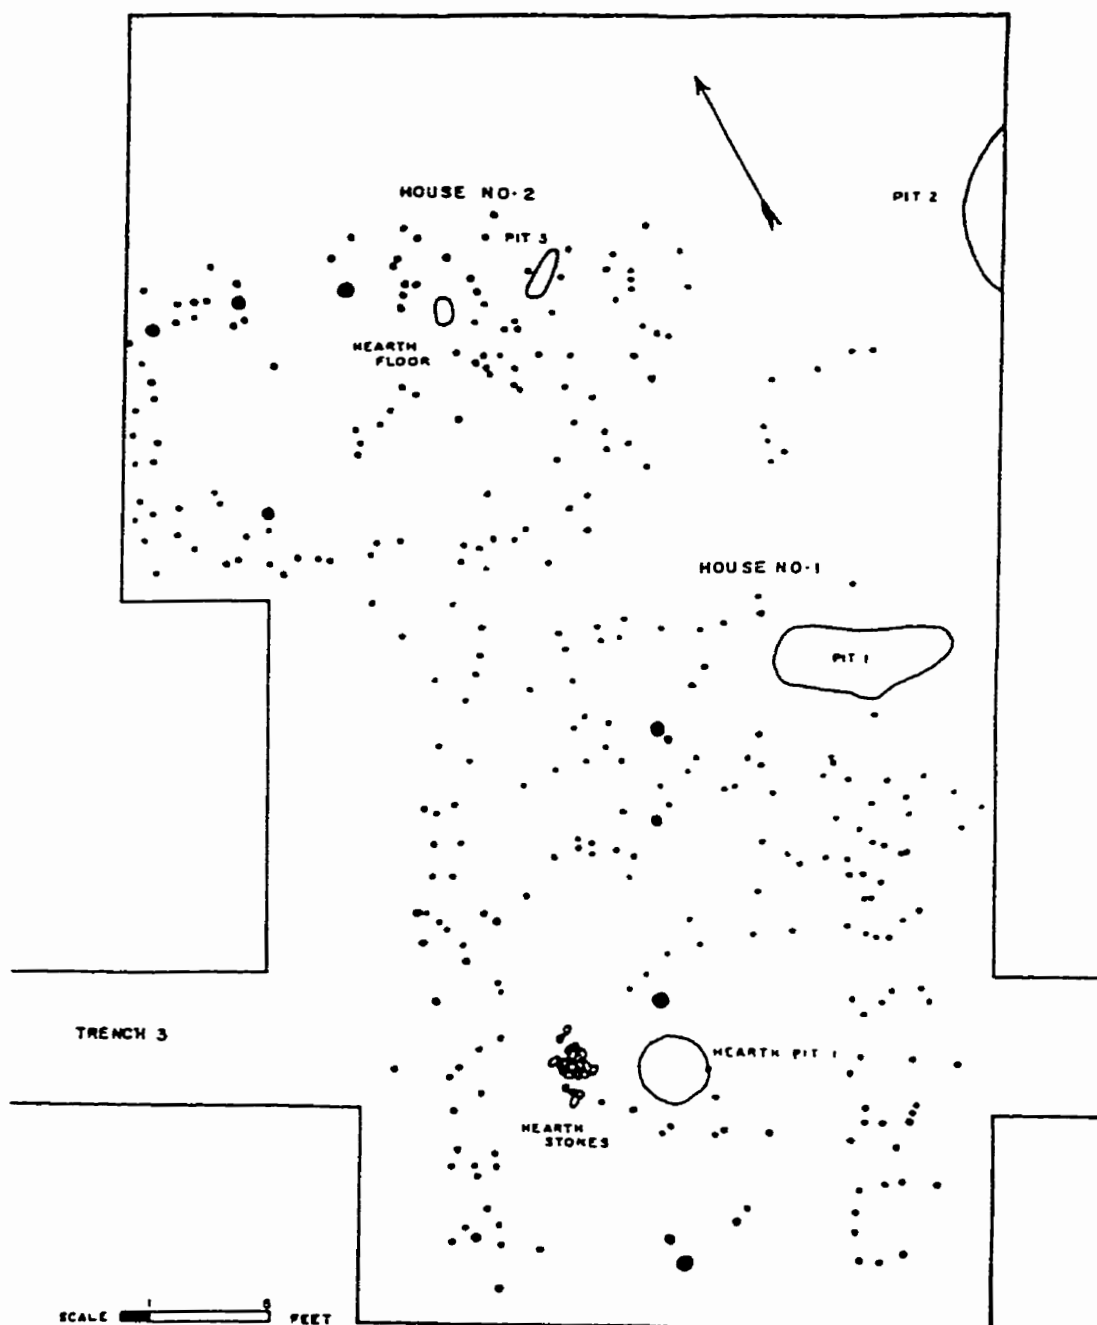 HOUSE NO-2
PIT 2
PIT 3
HEARTH
FLOOR
HOUSE NO-1
PIT 1
TRENCH 3
HEARTH PIT 1
HEARTH
STONES
1
SCALE
FEET